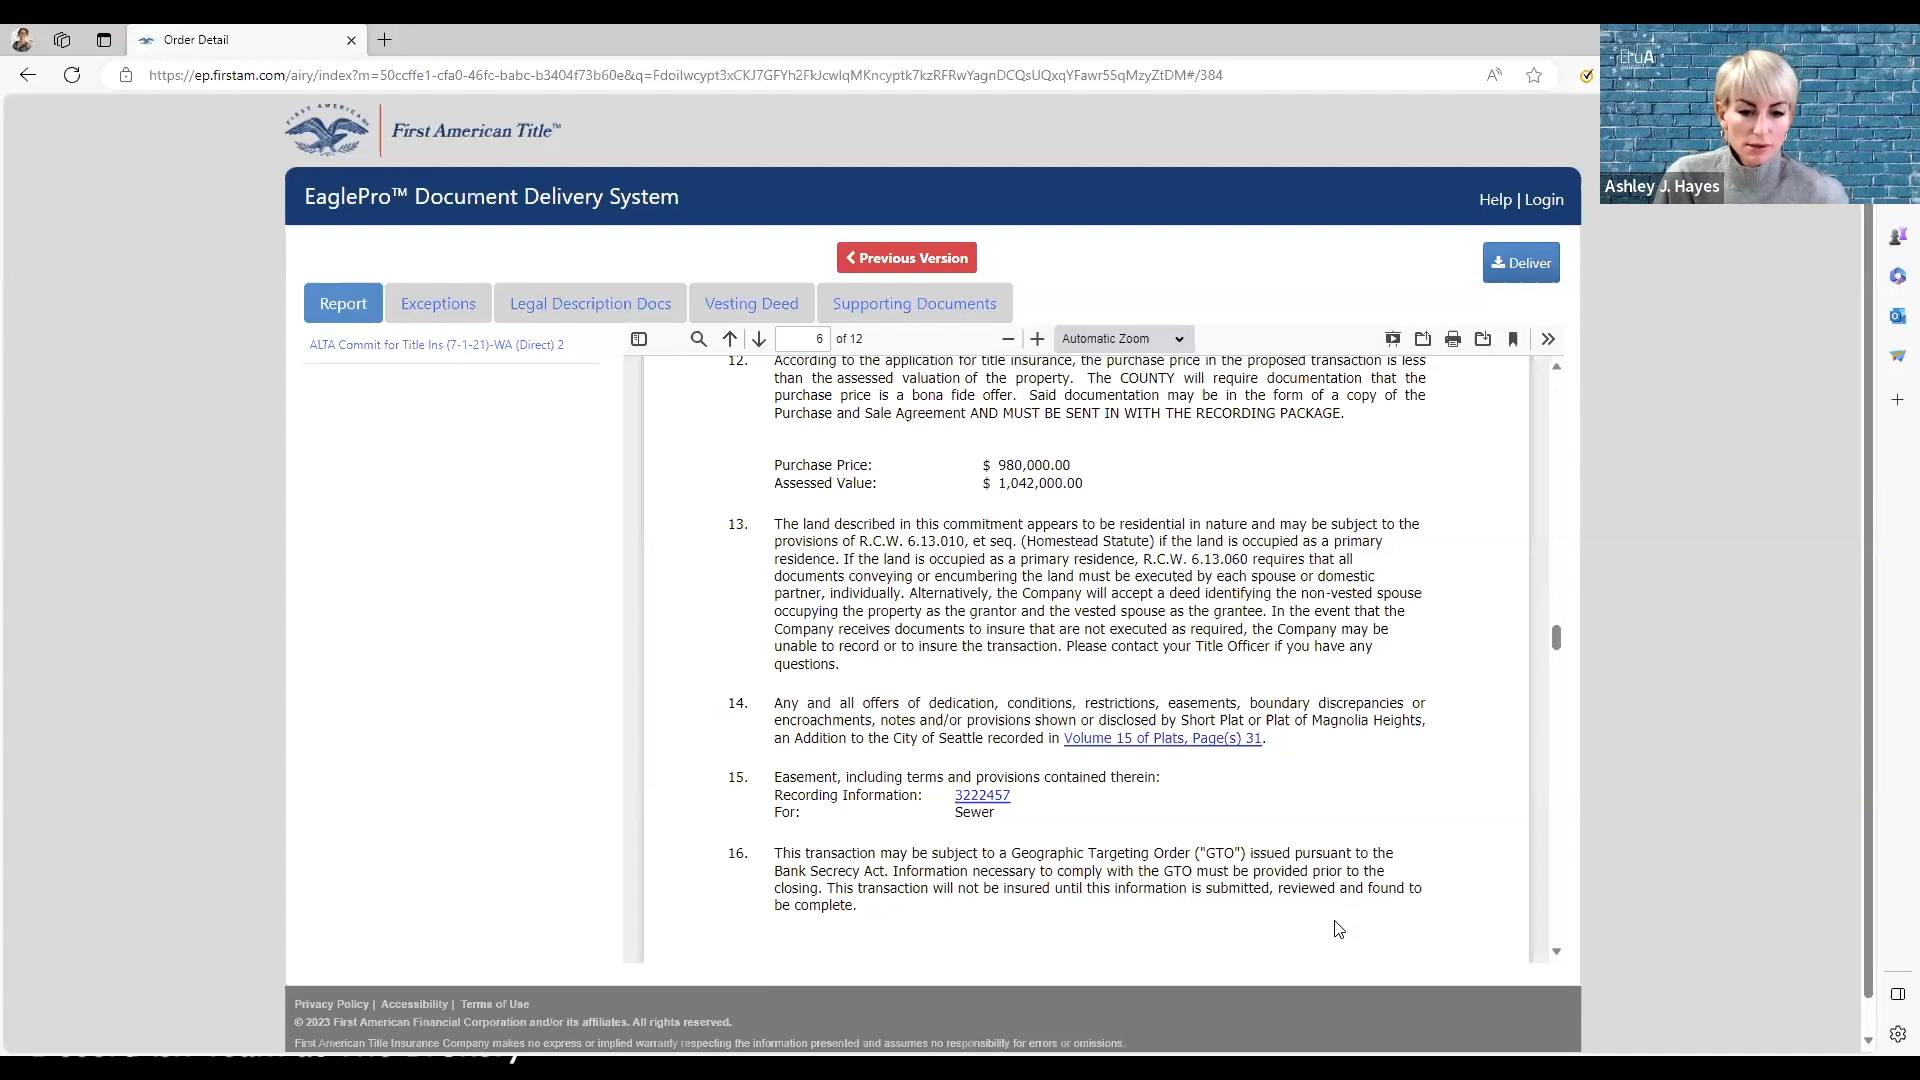 Order Detail
https://ep.firstam.com/airy/index?m=50ccffe1-cfa0-46fc-babc-b3404f73b60e&q=Fdoilwcypt3xCKJ7GFYh2FkJcwlqMKncyptk7kzRFRwYagnDCQsUQxqYFawr55qMzyZtDM#/384
Ashley J. Hayes
FIRST AMERICAN
First American Title™
EaglePro™ Document Delivery System
Help | Login
Previous Version
Deliver
Report
Exceptions
Legal Description Docs
Vesting Deed
Supporting Documents
ALTA Commit for Title Ins (7-1-21)-WA (Direct) 2
6 of 12
Automatic Zoom
12. According to the application for title insurance, the purchase price in the proposed transaction is less
than the assessed valuation of the property. The COUNTY will require documentation that the
purchase price is a bona fide offer. Said documentation may be in the form of a copy of the
Purchase and Sale Agreement AND MUST BE SENT IN WITH THE RECORDING PACKAGE.
Purchase Price: $ 980,000.00
Assessed Value: $ 1,042,000.00
13. The land described in this commitment appears to be residential in nature and may be subject to the
provisions of R.C.W. 6.13.010, et seq. (Homestead Statute) if the land is occupied as a primary
residence. If the land is occupied as a primary residence, R.C.W. 6.13.060 requires that all
documents conveying or encumbering the land must be executed by each spouse or domestic
partner, individually. Alternatively, the Company will accept a deed identifying the non-vested spouse
occupying the property as the grantor and the vested spouse as the grantee. In the event that the
Company receives documents to insure that are not executed as required, the Company may be
unable to record or to insure the transaction. Please contact your Title Officer if you have any
questions.
14. Any and all offers of dedication, conditions, restrictions, easements, boundary discrepancies or
encroachments, notes and/or provisions shown or disclosed by Short Plat or Plat of Magnolia Heights,
an Addition to the City of Seattle recorded in Volume 15 of Plats, Page(s) 31.
15. Easement, including terms and provisions contained therein:
Recording Information: 3222457
For: Sewer
16. This transaction may be subject to a Geographic Targeting Order ("GTO") issued pursuant to the
Bank Secrecy Act. Information necessary to comply with the GTO must be provided prior to the
closing. This transaction will not be insured until this information is submitted, reviewed and found to
be complete.
Privacy Policy | Accessibility | Terms of Use
© 2023 First American Financial Corporation and/or its affiliates. All rights reserved.
First American Title Insurance Company makes no express or implied warranty respecting the information presented and assumes no responsibility for errors or omissions.